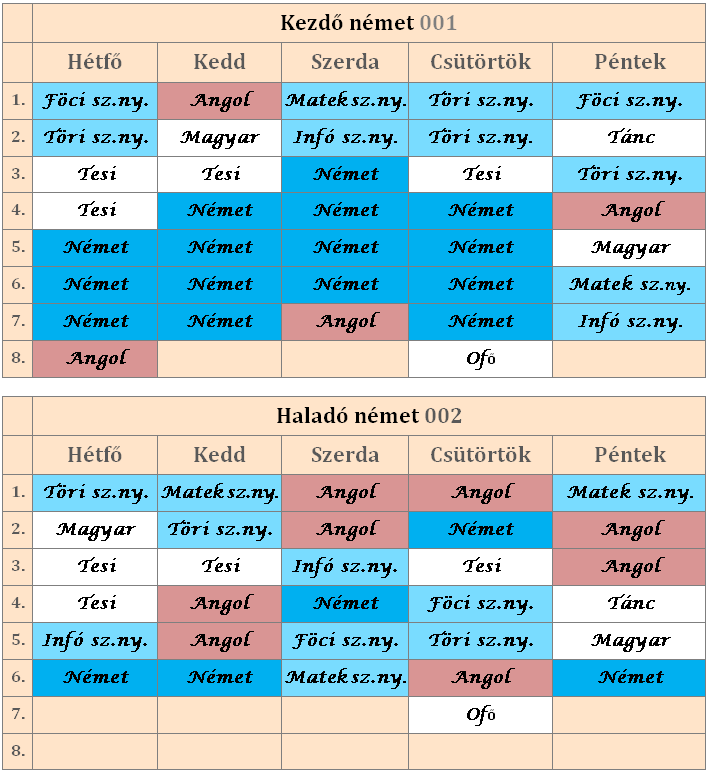 Kezdő német 001
Hétfő Kedd Szerda Csütörtök Péntek
1. Föci sz.ny. Angol Matek sz.ny. Töri sz.ny. Föci sz.ny.
2. Töri sz.ny. Magyar Infó sz.ny. Töri sz.ny. Tánc
3. Tesi Tesi Német Tesi Töri sz.ny.
4. Tesi Német Német Német Angol
5. Német Német Német Német Magyar
6. Német Német Német Német Matek sz.ny.
7. Német Német Angol Német Infó sz.ny.
8. Angol Ofő
Haladó német 002
Hétfő Kedd Szerda Csütörtök Péntek
1. Töri sz.ny. Matek sz.ny. Angol Angol Matek sz.ny.
2. Magyar Töri sz.ny. Angol Német Angol
3. Tesi Tesi Infó sz.ny. Tesi Angol
4. Tesi Angol Német Föci sz.ny. Tánc
5. Infó sz.ny. Angol Föci sz.ny. Töri sz.ny. Magyar
6. Német Német Matek sz.ny. Angol Német
7. Ofő
8.